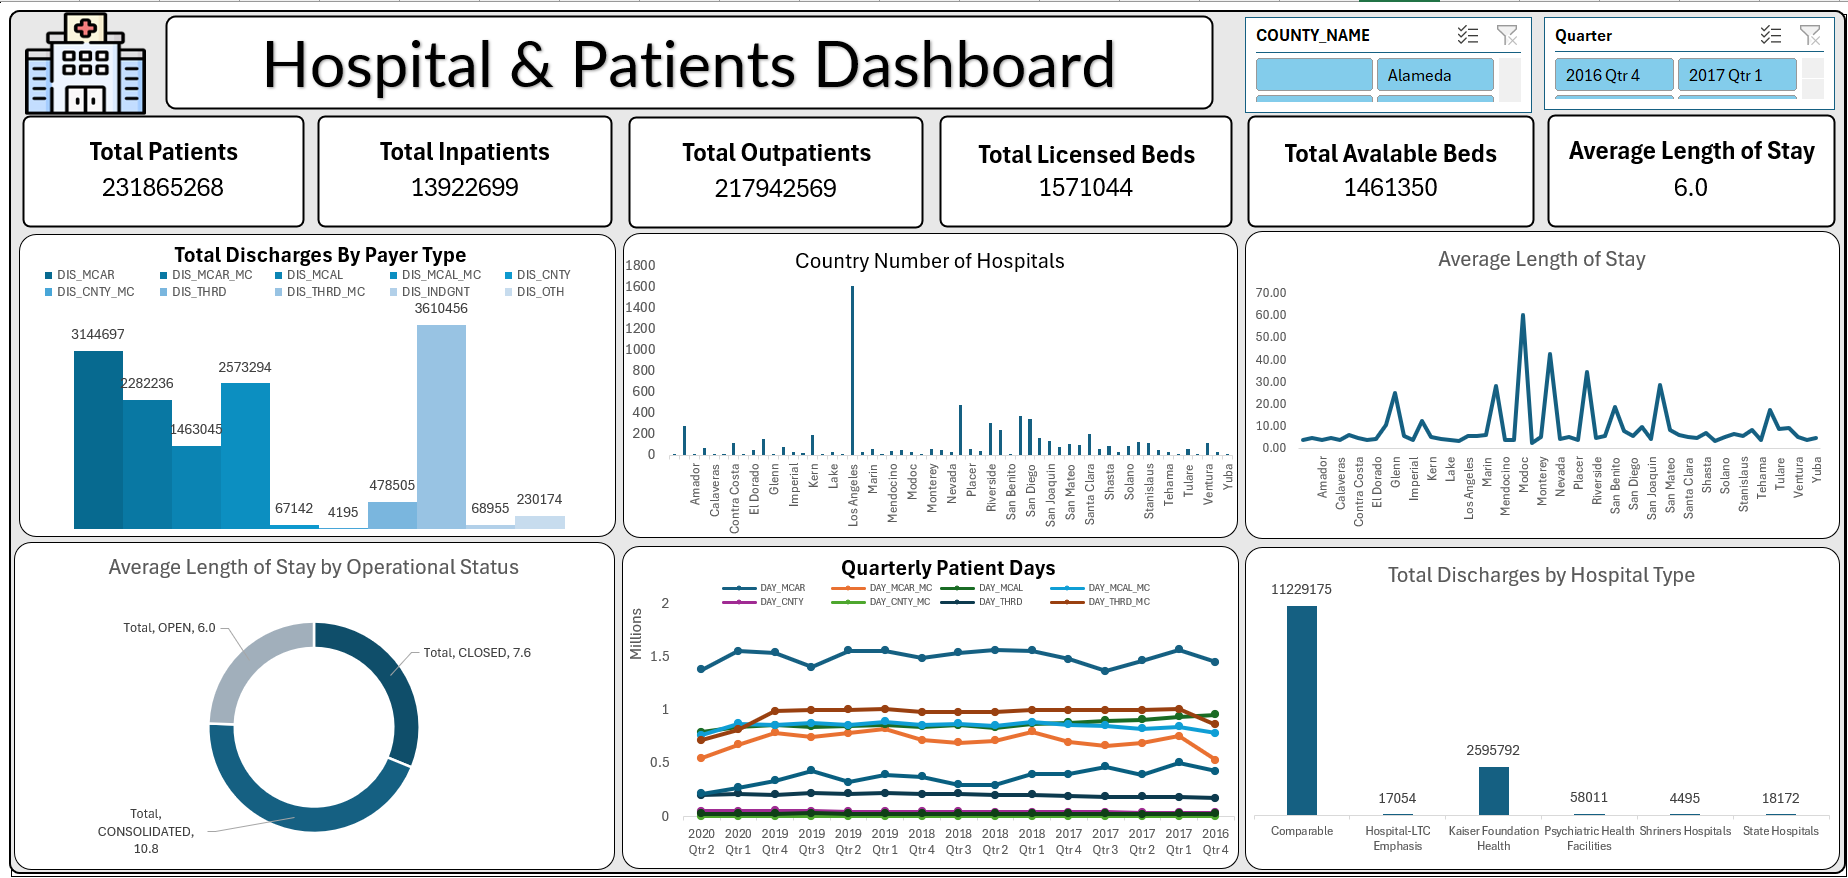 Hospital & Patients Dashboard
COUNTY_NAME
Alameda
Quarter
2016 Qtr 4
2017 Qtr 1
Total Patients
231865268
Total Inpatients
13922699
Total Outpatients
217942569
Total Licensed Beds
1571044
Total Avalable Beds
1461350
Average Length of Stay
6.0
Total Discharges By Payer Type
DIS_MCAR DIS_MCAR_MC DIS_MCAL DIS_MCAL_MC DIS_CNTY
DIS_CNTY_MC DIS_THRD DIS_THRD_MC DIS_INDGNT DIS_OTH
3144697
2282236
1463045
2573294
67142
4195
478505
3610456
68955
230174
Country Number of Hospitals
1800
1600
1400
1200
1000
800
600
400
200
0
Amador
Calaveras
Contra Costa
El Dorado
Glenn
Imperial
Kern
Lake
Los Angeles
Marin
Mendocino
Modoc
Monterey
Nevada
Placer
Riverside
San Benito
San Diego
San Joaquin
San Mateo
Santa Clara
Shasta
Solano
Stanislaus
Tehama
Tulare
Ventura
Yuba
Average Length of Stay
70.00
60.00
50.00
40.00
30.00
20.00
10.00
0.00
Amador
Calaveras
Contra Costa
El Dorado
Glenn
Imperial
Kern
Lake
Los Angeles
Marin
Mendocino
Modoc
Monterey
Nevada
Placer
Riverside
San Benito
San Diego
San Joaquin
San Mateo
Santa Clara
Shasta
Solano
Stanislaus
Tehama
Tulare
Ventura
Yuba
Average Length of Stay by Operational Status
Total, OPEN, 6.0
Total, CLOSED, 7.6
Total,
CONSOLIDATED,
10.8
Quarterly Patient Days
DAY_MCAR DAY_MCAR_MC DAY_MCAL DAY_MCAL_MC
DAY_CNTY DAY_CNTY_MC DAY_THRD DAY_THRD_MC
Millions
2
1.5
1
0.5
0
2020 2020 2019 2019 2019 2019 2018 2018 2018 2018 2017 2017 2017 2017 2016
Qtr 2 Qtr 1 Qtr 4 Qtr 3 Qtr 2 Qtr 1 Qtr 4 Qtr 3 Qtr 2 Qtr 1 Qtr 4 Qtr 3 Qtr 2 Qtr 1 Qtr 4
Total Discharges by Hospital Type
11229175
17054
2595792
58011
4495
18172
Comparable Hospital-LTC Kaiser Foundation Psychiatric Health Shriners Hospitals State Hospitals
Emphasis Health Facilities